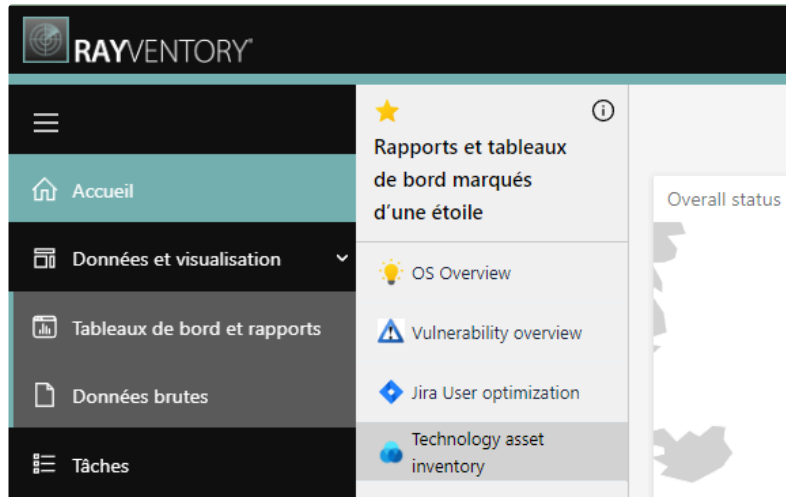 RAYVENTORY
Accueil
Données et visualisation
Tableaux de bord et rapports
Données brutes
Tâches
Rapports et tableaux
de bord marqués
d'une étoile
OS Overview
Vulnerability overview
Jira User optimization
Technology asset
inventory
Overall status